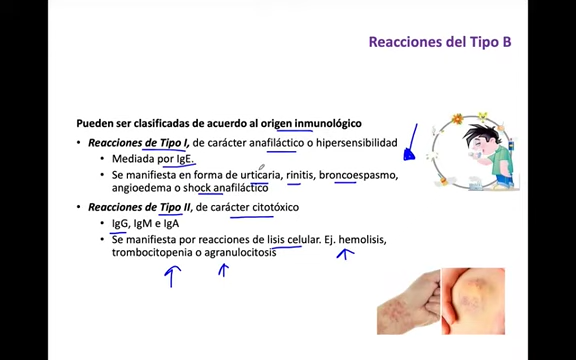 Reacciones del Tipo B
Pueden ser clasificadas de acuerdo al origen inmunológico
• Reacciones de Tipo I, de carácter anafiláctico o hipersensibilidad
• Mediada por IgE.
• Se manifiesta en forma de urticaria, rinitis, broncoespasmo,
angioedema o shock anafiláctico
• Reacciones de Tipo II, de carácter citotóxico
• IgG, IgM e IgA
• Se manifiesta por reacciones de lisis celular. Ej. hemolisis,
trombocitopenia o agranulocitosis